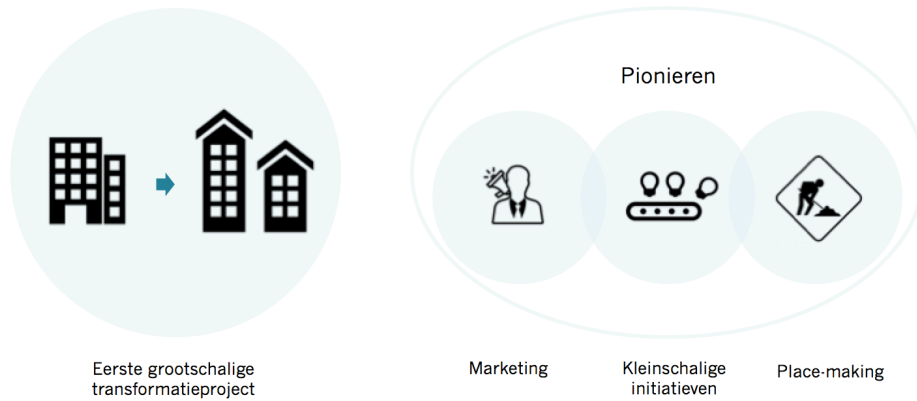 Pionieren
Eerste grootschalige
transformatieproject
Marketing
Kleinschalige
initiatieven
Place-making